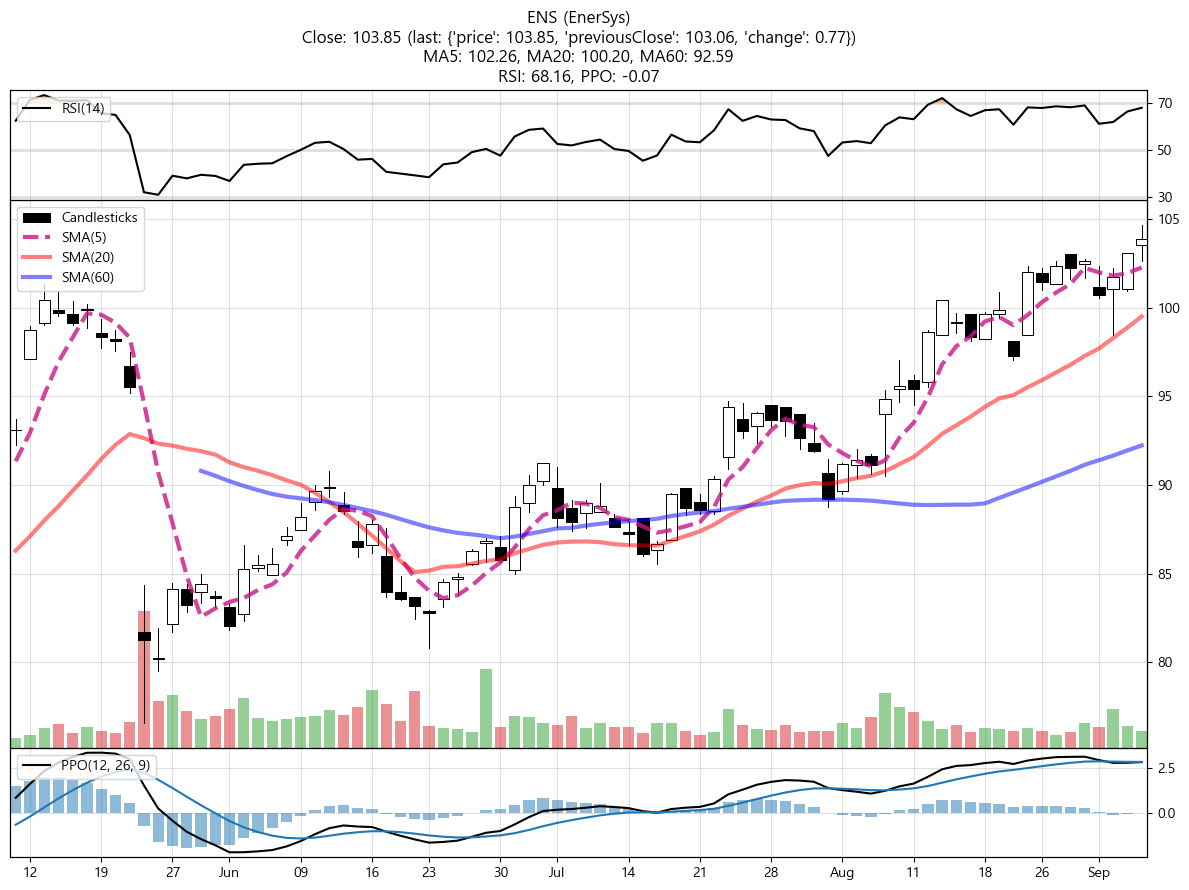 ENS (EnerSys)
Close: 103.85 (last: {'price': 103.85, 'previousClose': 103.06, 'change': 0.77})
MA5: 102.26, MA20: 100.20, MA60: 92.59
RSI: 68.16, PPO: -0.07
RSI(14)
70
50
30
Candlesticks
SMA(5)
SMA(20)
SMA(60)
105
100
95
90
85
80
PPO(12, 26, 9)
2.5
0.0
12 19 27 Jun 09 16 23 30 Jul 14 21 28 Aug 11 18 26 Sep